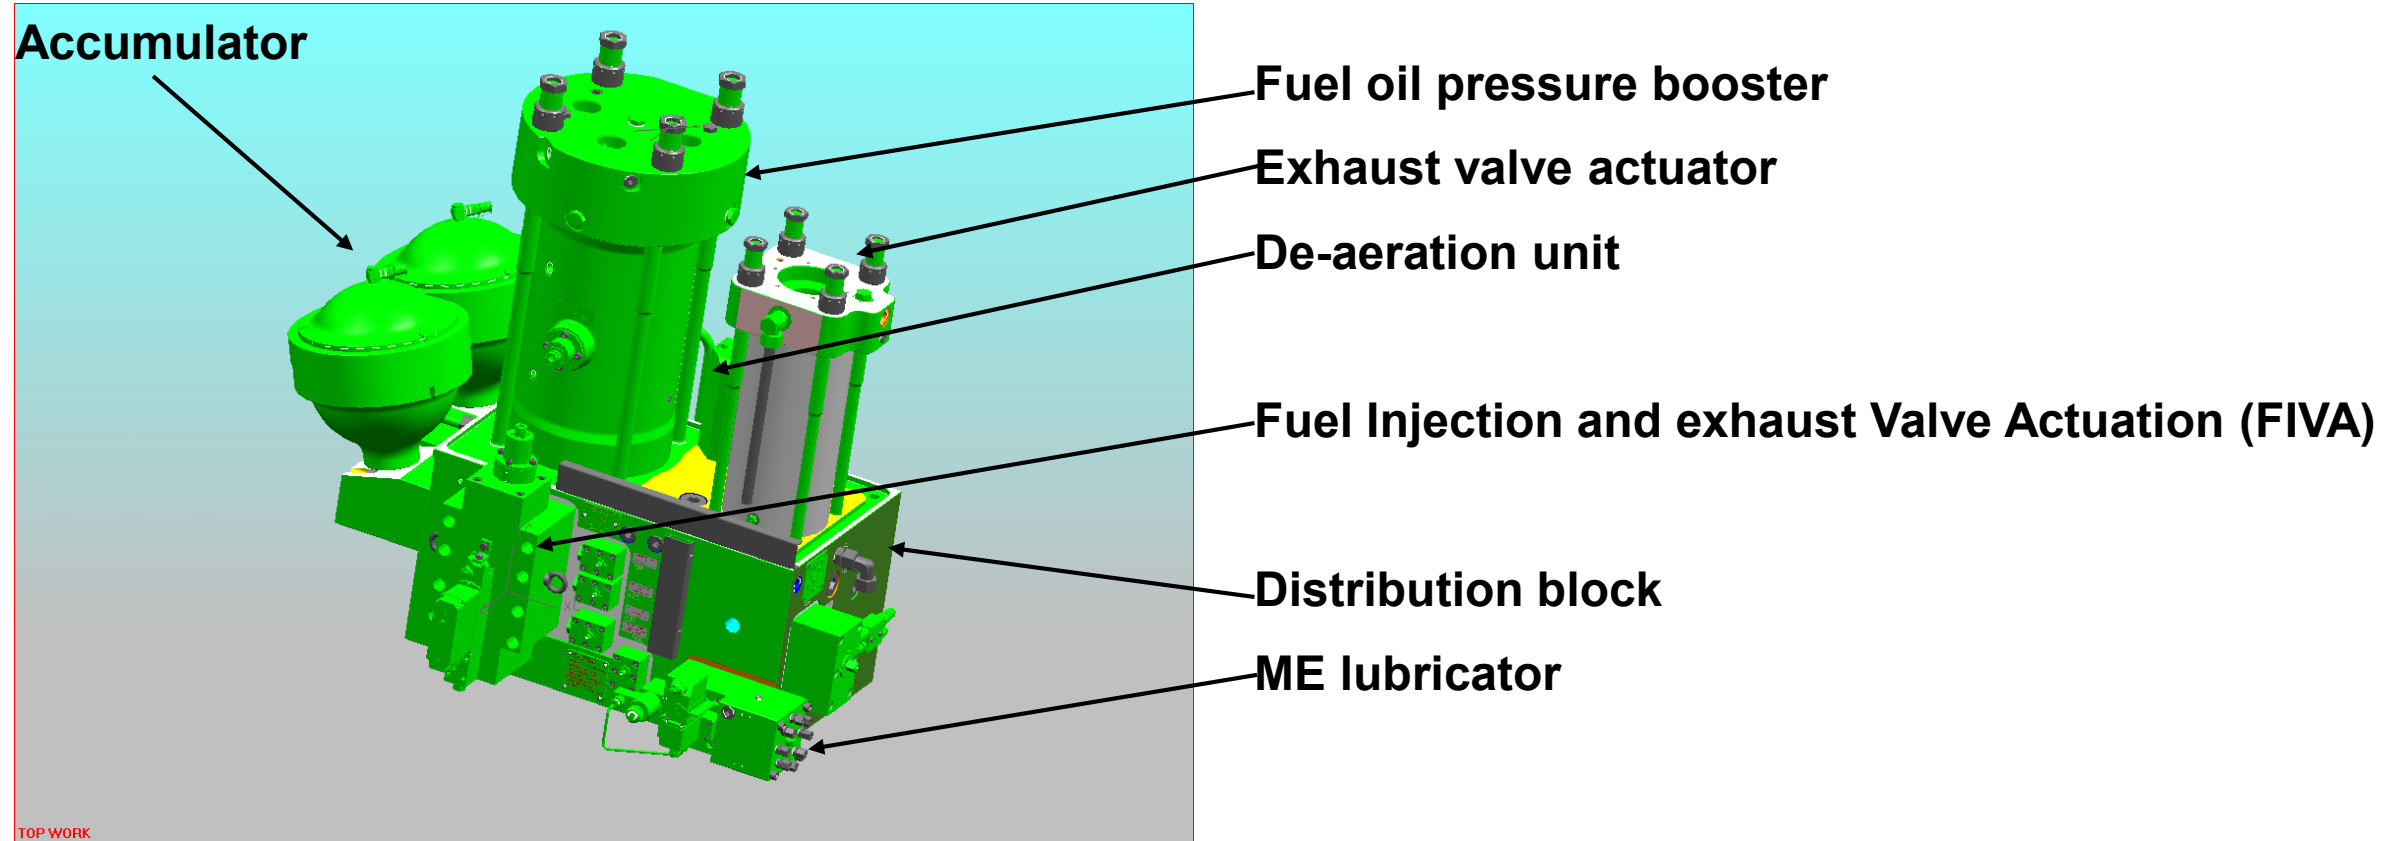 Accumulator
Fuel oil pressure booster
Exhaust valve actuator
De-aeration unit
Fuel Injection and exhaust Valve Actuation (FIVA)
Distribution block
ME lubricator
TOP WORK